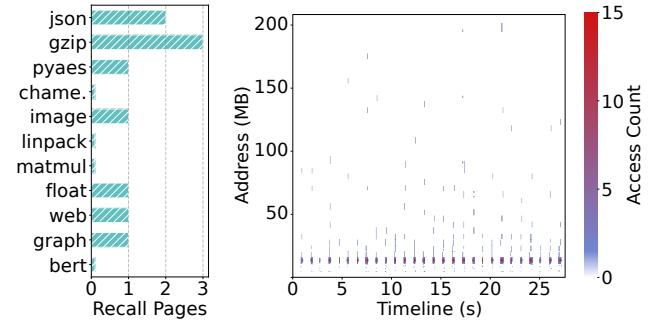 json
gzip
pyaes
chame.
image
linpack
matmul
float
web
graph
bert
0 1 2 3
Recall Pages
Address (MB)
200
150
100
50
0 5 10 15 20 25
Timeline (s)
15
10
5
0
Access Count